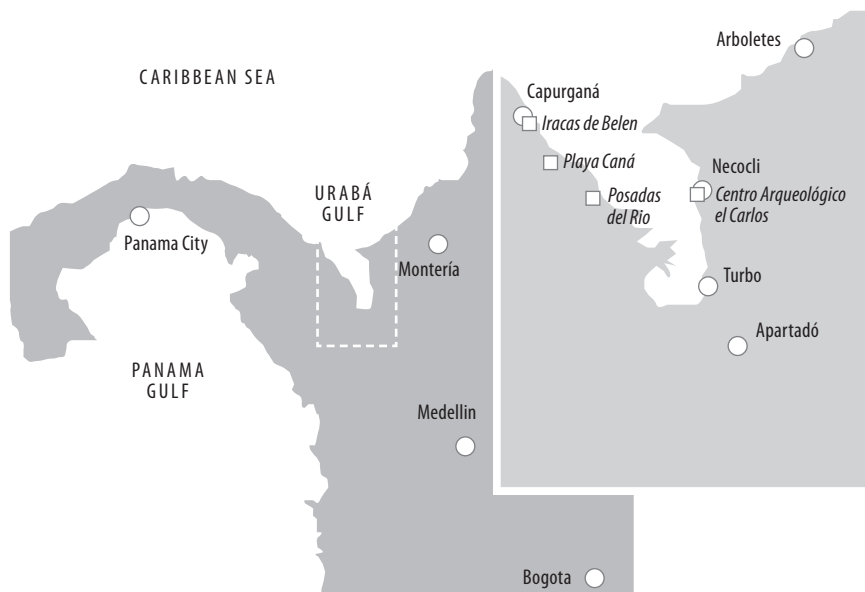 CARIBBEAN SEA
URABÁ
GULF
Panama City
Montería
PANAMA
GULF
Medellin
Bogota
Arboletes
Capurganá
Iracas de Belen
Playa Caná
Necocli
Posadas
del Rio
Centro Arqueológico
el Carlos
Turbo
Apartadó